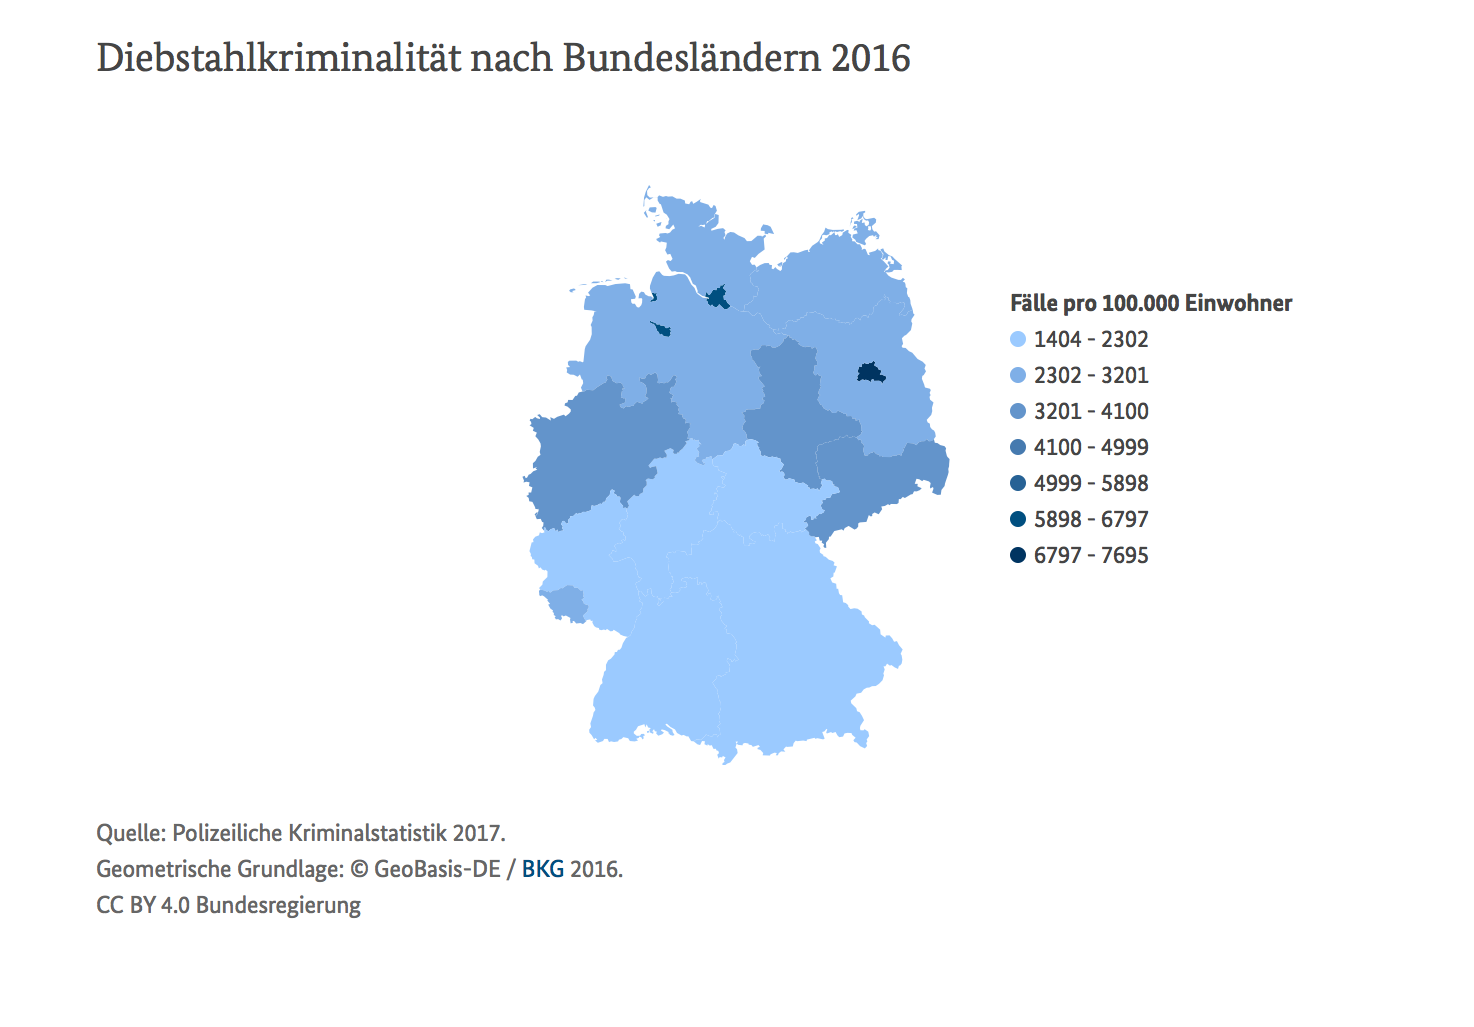 Diebstahlkriminalität nach Bundesländern 2016
Fälle pro 100.000 Einwohner
1404 - 2302
2302 - 3201
3201 - 4100
4100 - 4999
4999 - 5898
5898 - 6797
6797 - 7695
Quelle: Polizeiliche Kriminalstatistik 2017.
Geometrische Grundlage: © GeoBasis-DE / BKG 2016.
CC BY 4.0 Bundesregierung